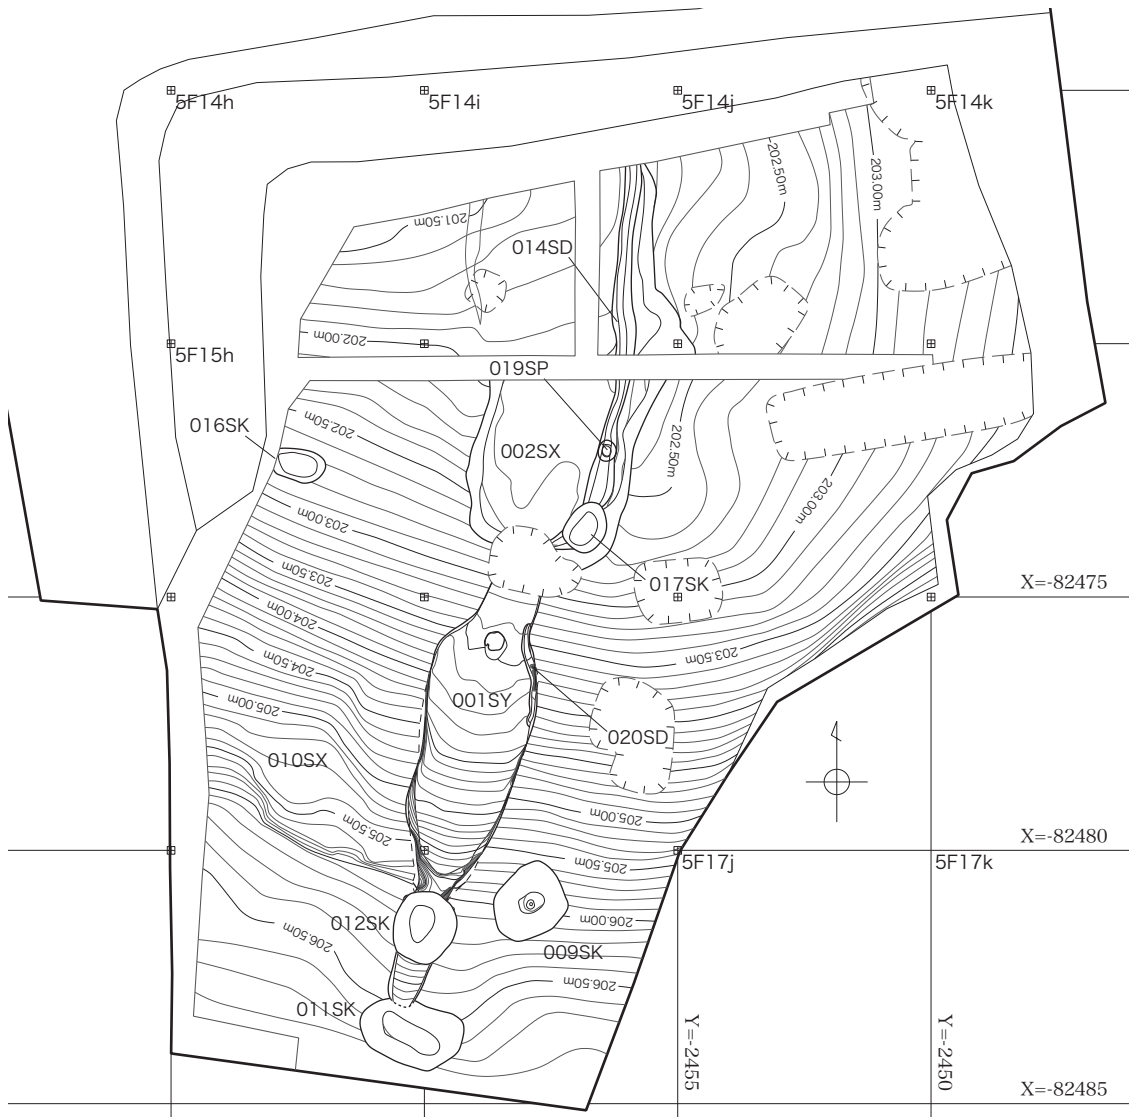 5F14h
5F14i
5F14j
5F14k
202.50m
203.00m
201.50m
014SD
202.00m
5F15h
019SP
016SK
202.50m
002SX
202.50m
203.00m
203.00m
203.50m
017SK
X=-82475
204.00m
203.50m
204.50m
001SY
205.00m
020SD
010SX
205.00m
205.50m
X=-82480
205.50m
5F17j
5F17k
012SK
206.00m
206.50m
009SK
206.50m
011SK
Y=-2455
Y=-2450
X=-82485